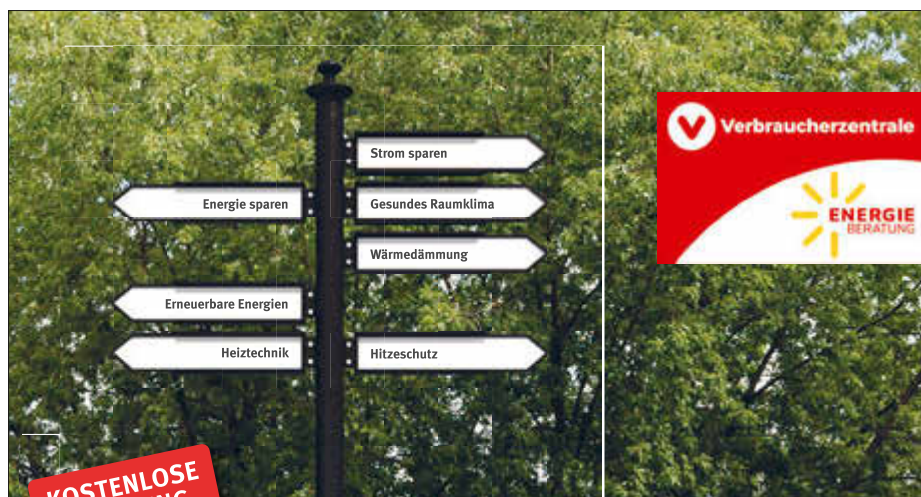 Strom sparen
Energie sparen
Gesundes Raumklima
Wärmedämmung
Erneuerbare Energien
Heiztechnik
Hitzeschutz
Verbraucherzentrale
ENERGIE
BERATUNG
KOSTENLOSE